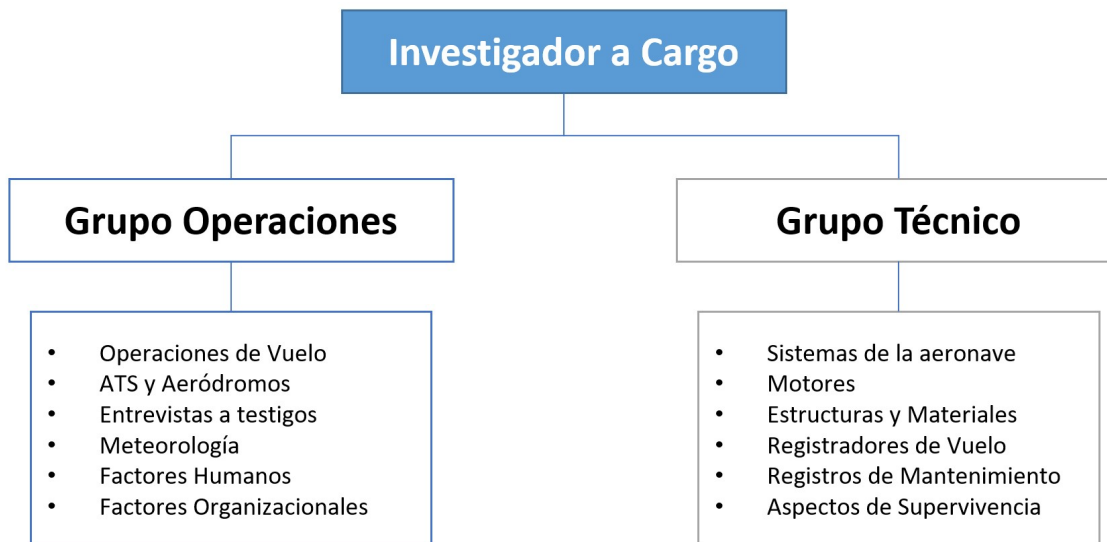 Investigador a Cargo
Grupo Operaciones
Grupo Técnico
• Operaciones de Vuelo
• ATS y Aeródromos
• Entrevistas a testigos
• Meteorología
• Factores Humanos
• Factores Organizacionales
• Sistemas de la aeronave
• Motores
• Estructuras y Materiales
• Registradores de Vuelo
• Registros de Mantenimiento
• Aspectos de Supervivencia